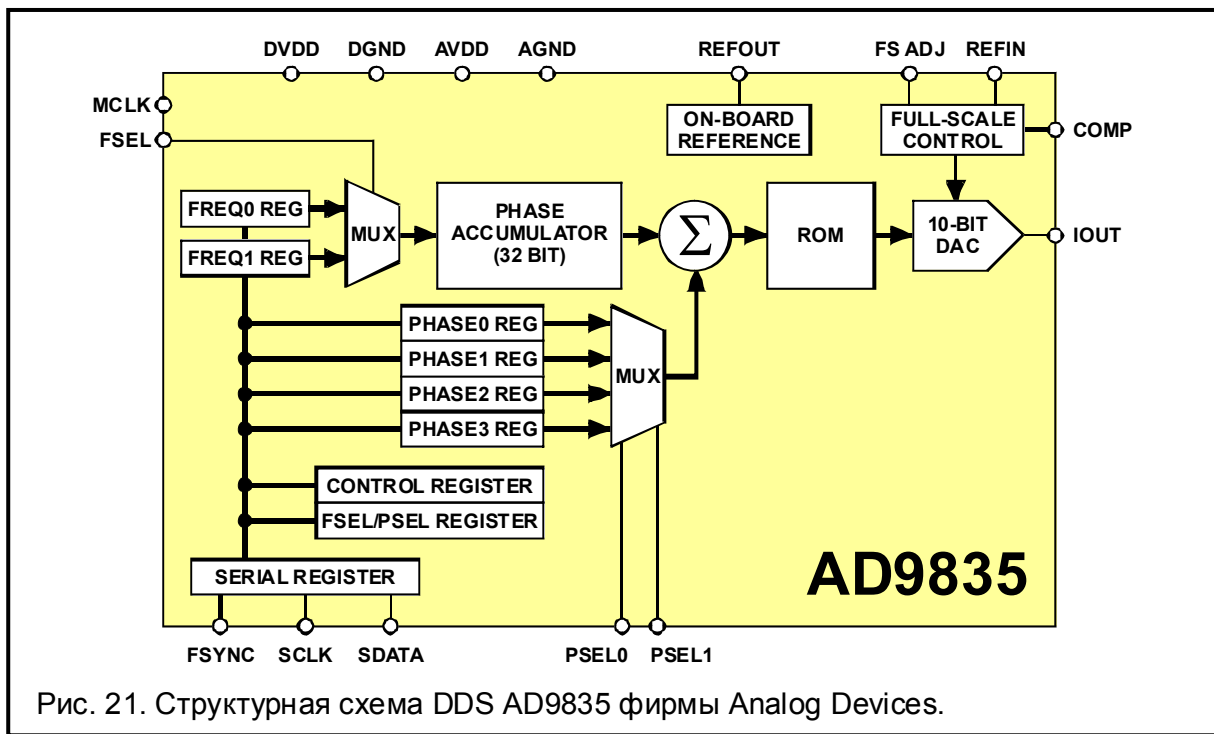 DVDD DGND AVDD AGND REFOUT FS ADJ REFIN
MCLK
FSEL
ON-BOARD
REFERENCE
FULL-SCALE
CONTROL
COMP
FREQ0 REG
FREQ1 REG
MUX
PHASE
ACCUMULATOR
(32 BIT)
Σ
ROM
10-BIT
DAC
IOUT
PHASE0 REG
PHASE1 REG
PHASE2 REG
PHASE3 REG
MUX
CONTROL REGISTER
FSEL/PSEL REGISTER
SERIAL REGISTER
AD9835
FSYNC SCLK SDATA PSEL0 PSEL1
Рис. 21. Структурная схема DDS AD9835 фирмы Analog Devices.